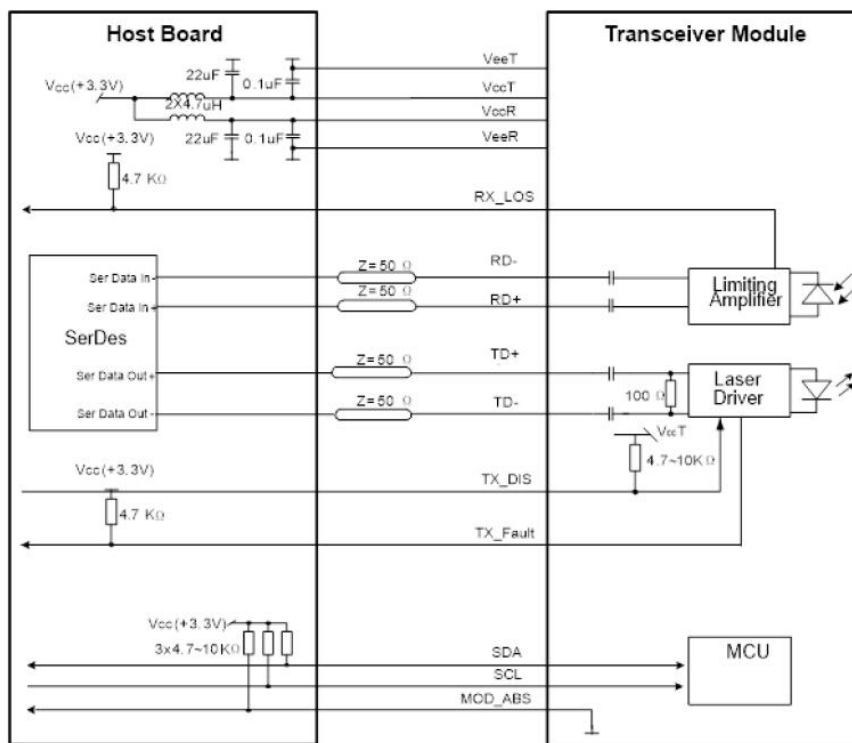 Host Board
Transceiver Module
VeeT
22uF
0.1uF
Vcc(+3.3V)
VccT
2X4.7uH
VccR
Vcc(+3.3V)
22uF
0.1uF
VeeR
4.7 KΩ
RX_LOS
Z=50 Ω
RD-
Ser Data In-
Z=50 Ω
Limiting
Amplifier
Ser Data In+
RD+
SerDes
Z=50 Ω
TD+
Ser Data Out+
Laser
Driver
100 Ω
Z=50 Ω
TD-
Ser Data Out-
VccT
4.7~10KΩ
Vcc(+3.3V)
TX_DIS
4.7 KΩ
TX_Fault
Vcc(+3.3V)
3x4.7~10KΩ
SDA
MCU
SCL
MOD_ABS